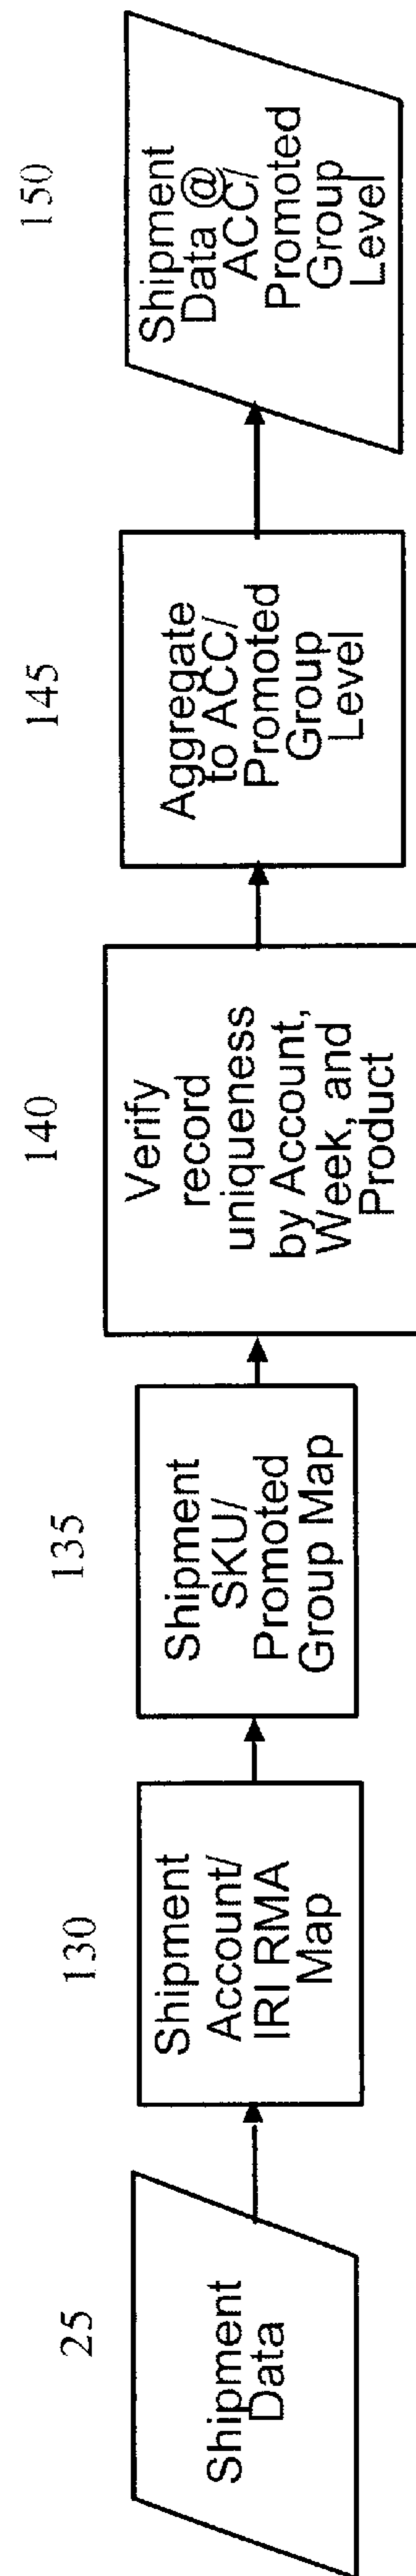 25
Shipment
Data
130
Shipment
Account/
IRI RMA
Map
135
Shipment
SKU/
Promoted
Group Map
140
Verify
record
uniqueness
by Account,
Week, and
Product
145
Aggregate
to ACC/
Promoted
Group
Level
150
Shipment
Data @
ACC/
Promoted
Group
Level